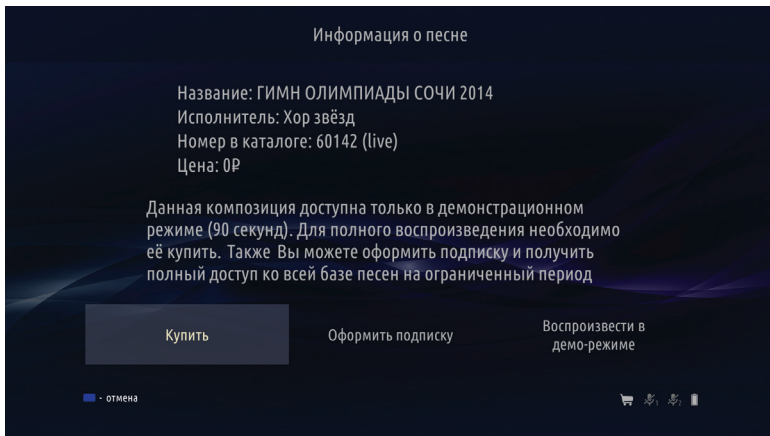 Информация о песне
Название: ГИМН ОЛИМПИАДЫ СОЧИ 2014
Исполнитель: Хор звёзд
Номер в каталоге: 60142 (live)
Цена: 0₽
Данная композиция доступна только в демонстрационном
режиме (90 секунд). Для полного воспроизведения необходимо
её купить. Также Вы можете оформить подписку и получить
полный доступ ко всей базе песен на ограниченный период
Купить
Оформить подписку
Воспроизвести в
демо-режиме
- отмена
1
2